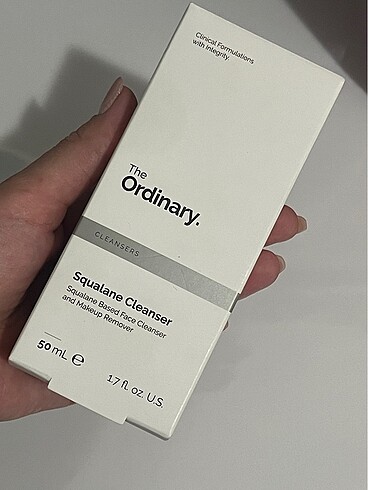 Clinical Formulations
with Integrity.
The
Ordinary.
CLEANSERS
Squalane Cleanser
Squalane Based Face Cleanser
and Makeup Remover
50 mL ℮
1.7 fl. oz. U.S.